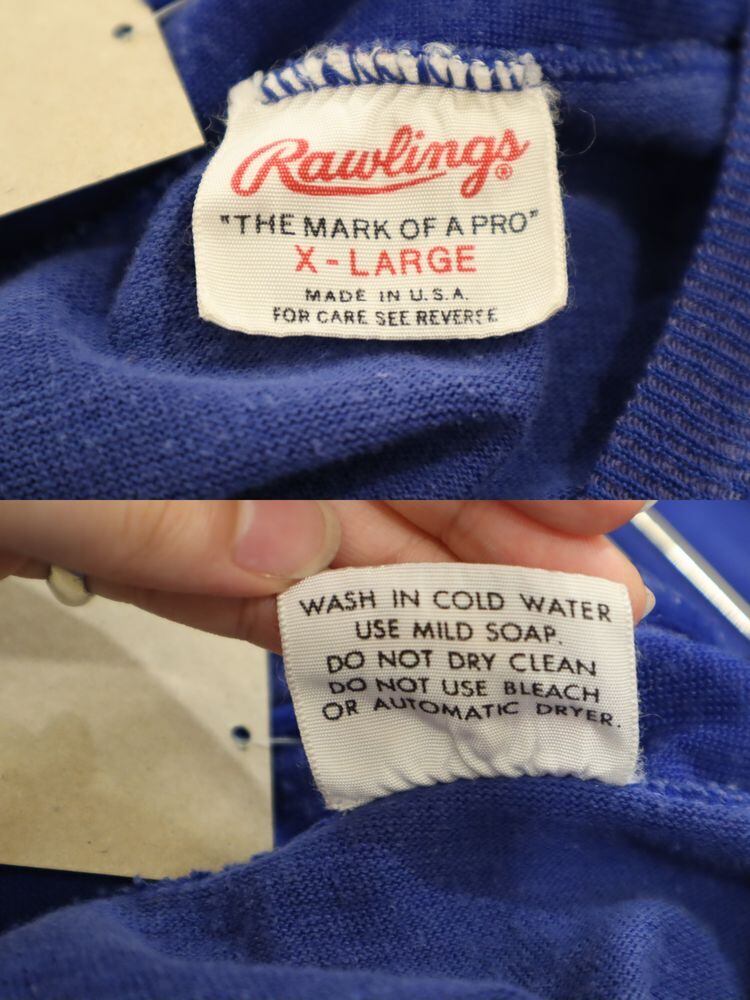 Rawlings®
"THE MARK OF A PRO"
X-LARGE
MADE IN U.S.A.
FOR CARE SEE REVERSE
WASH IN COLD WATER
USE MILD SOAP.
DO NOT DRY CLEAN
DO NOT USE BLEACH
OR AUTOMATIC DRYER.